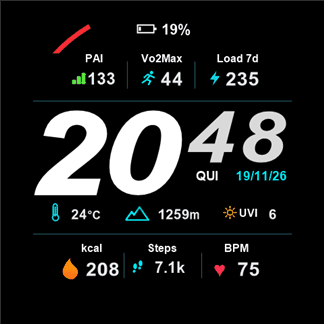 19%
PAI Vo2Max Load 7d
133 44 235
20 48
QUI 19/11/26
24°C 1259m UVI 6
kcal Steps BPM
208 7.1k 75